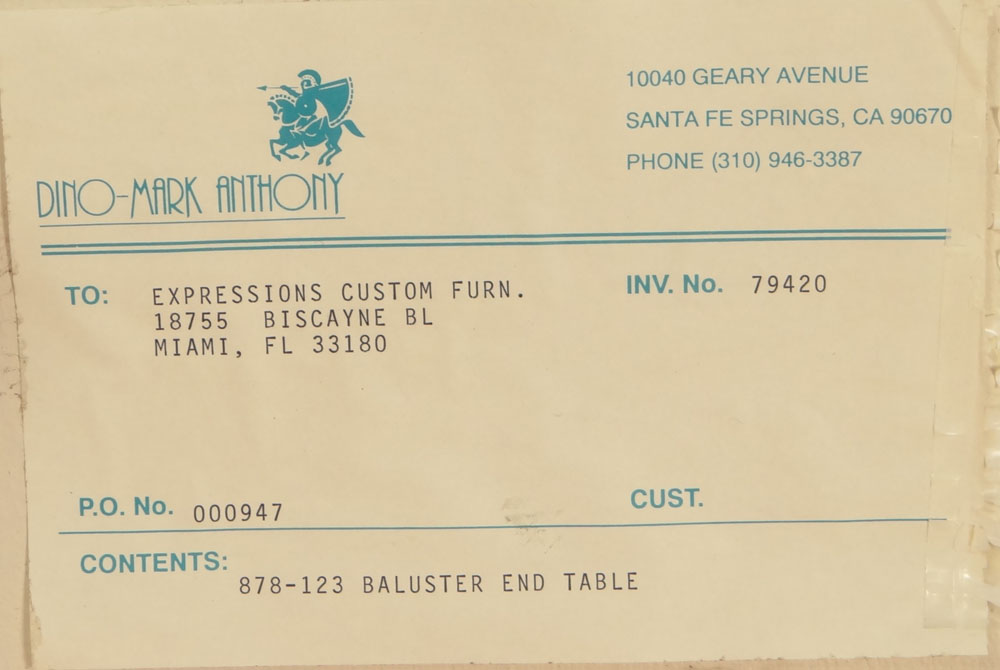 DINO-MARK ANTHONY
10040 GEARY AVENUE
SANTA FE SPRINGS, CA 90670
PHONE (310) 946-3387
TO: EXPRESSIONS CUSTOM FURN.
18755 BISCAYNE BL
MIAMI, FL 33180
INV. No. 79420
P.O. No. 000947
CUST.
CONTENTS:
878-123 BALUSTER END TABLE